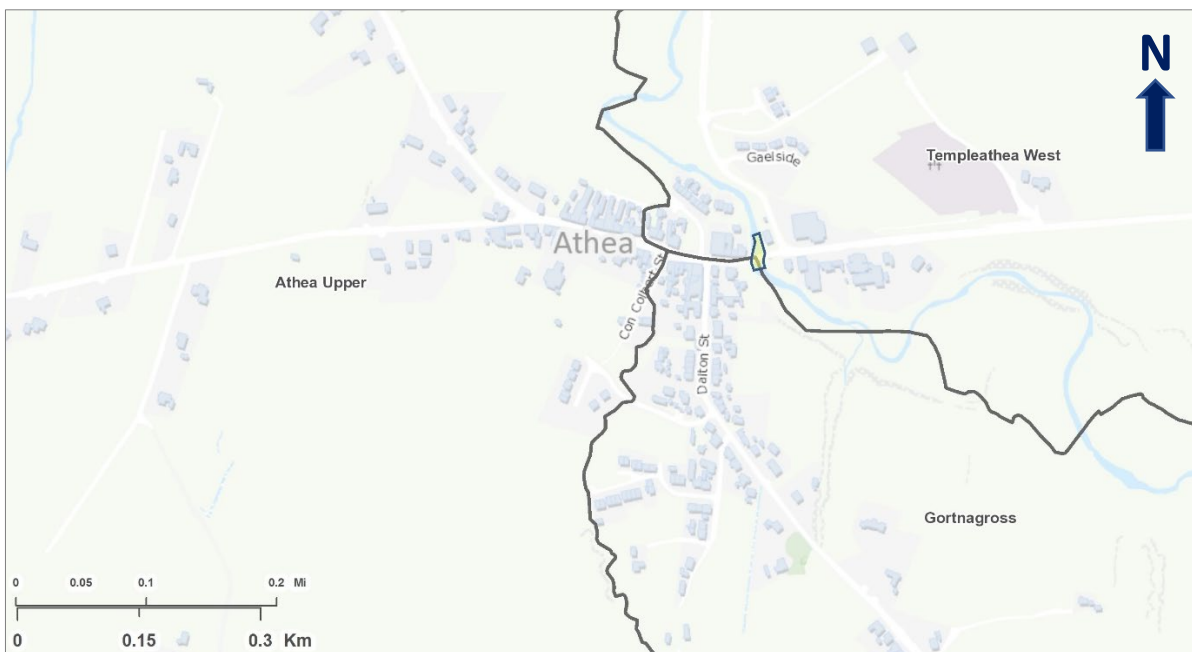 N
Gaelside
Templeathea West
Athea
Athea Upper
Con Colbert St
Dalton St
Gortnagross
0 0.05 0.1 0.2 Mi
0 0.15 0.3 Km